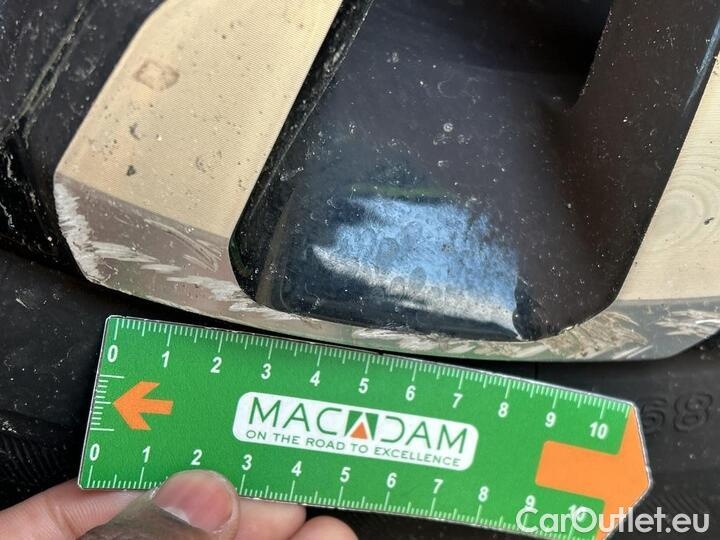 68
0 1 2 3 4 5 6 7 8 9 10
MACADAM
ON THE ROAD TO EXCELLENCE
0 1 2 3 4 5 6 7 8 9 10
CarOutlet.eu